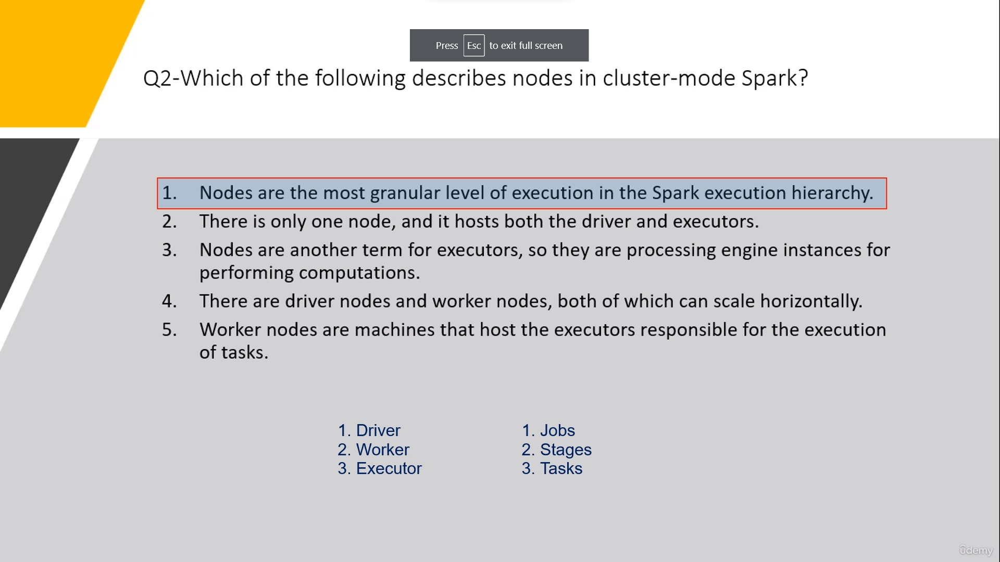 Press Esc to exit full screen
Q2-Which of the following describes nodes in cluster-mode Spark?
1. Nodes are the most granular level of execution in the Spark execution hierarchy.
2. There is only one node, and it hosts both the driver and executors.
3. Nodes are another term for executors, so they are processing engine instances for
performing computations.
4. There are driver nodes and worker nodes, both of which can scale horizontally.
5. Worker nodes are machines that host the executors responsible for the execution
of tasks.
1. Driver
2. Worker
3. Executor
1. Jobs
2. Stages
3. Tasks
ûdemy